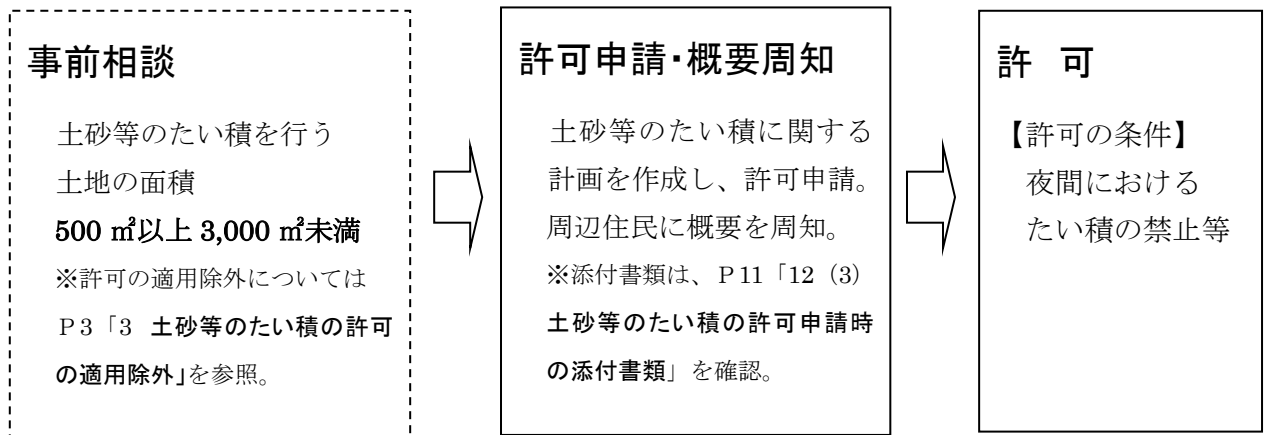 事前相談
土砂等のたい積を行う
土地の面積
500 ㎡以上 3,000 ㎡未満
※許可の適用除外については
P3「3 土砂等のたい積の許可
の適用除外」を参照。
許可申請・概要周知
土砂等のたい積に関する
計画を作成し、許可申請。
周辺住民に概要を周知。
※添付書類は、P11「12（3）
土砂等のたい積の許可申請時
の添付書類」を確認。
許 可
【許可の条件】
夜間における
たい積の禁止等